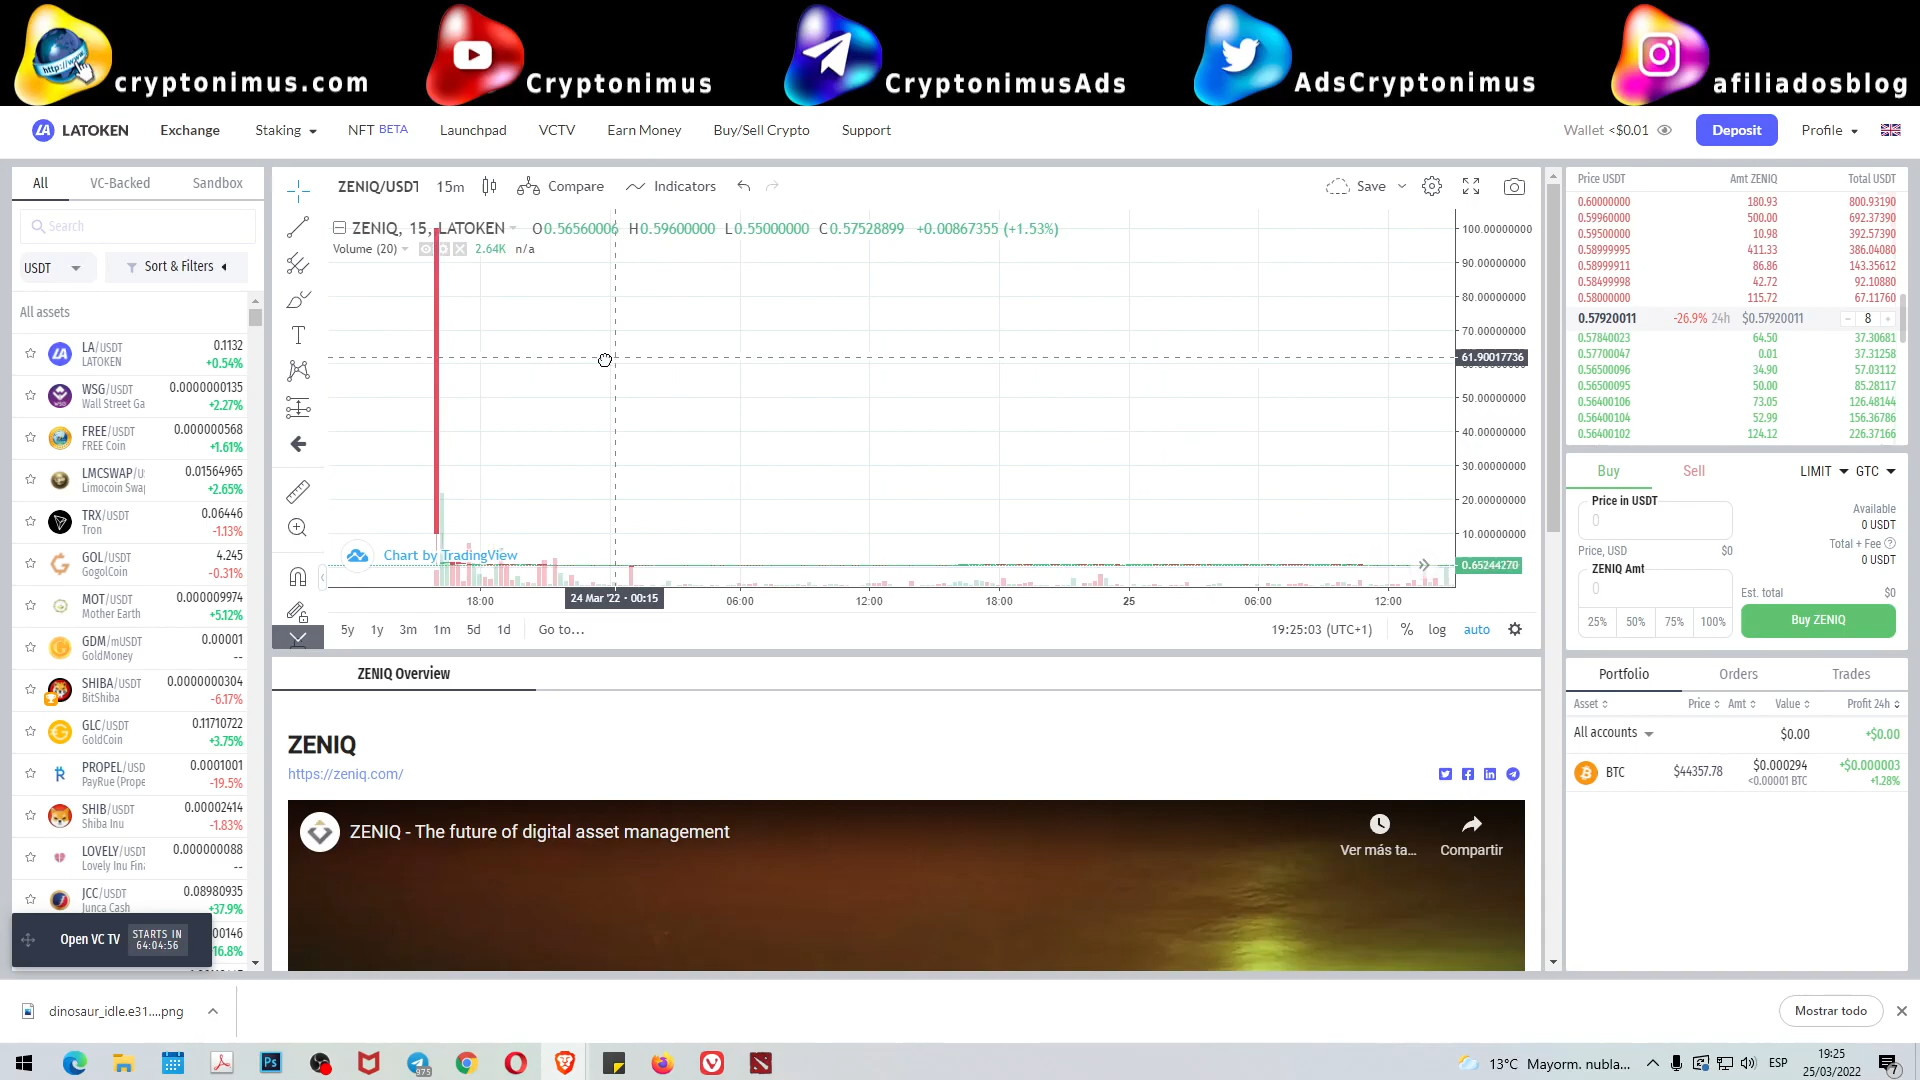 http://www
cryptonimus.com
Cryptonimus
CryptonimusAds
AdsCryptonimus
afiliadosblog
LATOKEN
Exchange
Staking
NFT BETA
Launchpad
VCTV
Earn Money
Buy/Sell Crypto
Support
Wallet <$0.01
Deposit
Profile
All
VC-Backed
Sandbox
Search
USDT
Sort & Filters
All assets
LA/USDT 0.1132
LATOKEN +0.54%
WSG/USDT 0.0000000135
Wall Street Ga +2.27%
FREE/USDT 0.000000568
FREE Coin +1.61%
LMCSWAP/U 0.01564965
Limocoin Swa +2.65%
TRX/USDT 0.06446
Tron -1.13%
GOL/USDT 4.245
GogolCoin -0.31%
MOT/USDT 0.000009974
Mother Earth +5.12%
GDM/mUSDT 0.00001
GoldMoney --
SHIBA/USDT 0.0000000304
BitShiba -6.17%
GLC/USDT 0.11710722
GoldCoin +3.75%
PROPEL/USD 0.0001001
PayRue (Prope -19.5%
SHIB/USDT 0.00002414
Shiba Inu -1.83%
LOVELY/USDT 0.000000088
Lovely Inu Fin --
JCC/USDT 0.08980935
Junca Cash +37.9%
00146
16.8%
Open VC TV
STARTS IN
64:04:56
ZENIQ/USDT
15m
Compare
Indicators
Save
ZENIQ, 15, LATOKEN
O0.56560006 H0.59600000 L0.55000000 C0.57528899 +0.00867355 (+1.53%)
Volume (20)
2.64K n/a
100.00000000
90.00000000
80.00000000
70.00000000
61.90017736
50.00000000
40.00000000
30.00000000
20.00000000
10.00000000
0.65244270
Chart by TradingView
18:00
24 Mar '22 - 00:15
06:00
12:00
18:00
25
06:00
12:00
5y 1y 3m 1m 5d 1d
Go to...
19:25:03 (UTC+1)
% log auto
ZENIQ Overview
ZENIQ
https://zeniq.com/
ZENIQ - The future of digital asset management
Ver más ta...
Compartir
Price USDT Amt ZENIQ Total USDT
0.60000000 180.93 800.93190
0.59960000 500.00 692.37390
0.59500000 10.98 392.57390
0.58999995 411.33 386.04080
0.58999911 86.86 143.35612
0.58499998 42.72 92.10880
0.58000000 115.72 67.11760
0.57920011 -26.9% 24h $0.57920011 - 8 +
0.57840023 64.50 37.30681
0.57700047 0.01 37.31258
0.56500096 34.90 57.03112
0.56500095 50.00 85.28117
0.56400106 73.05 126.48144
0.56400104 52.99 156.36786
0.56400102 124.12 226.37166
Buy
Sell
LIMIT
GTC
Price in USDT
0
Available
0 USDT
Price, USD $0
Total + Fee
0 USDT
ZENIQ Amt
0
Est. total $0
25% 50% 75% 100%
Buy ZENIQ
Portfolio
Orders
Trades
Asset Price Amt Value Profit 24h
All accounts $0.00 +$0.00
BTC $44357.78 $0.000294 +$0.000003
<0.00001 BTC +1.28%
dinosaur_idle.e31....png
Mostrar todo
Ps
975
13°C Mayorm. nubla...
ESP
19:25
25/03/2022
7